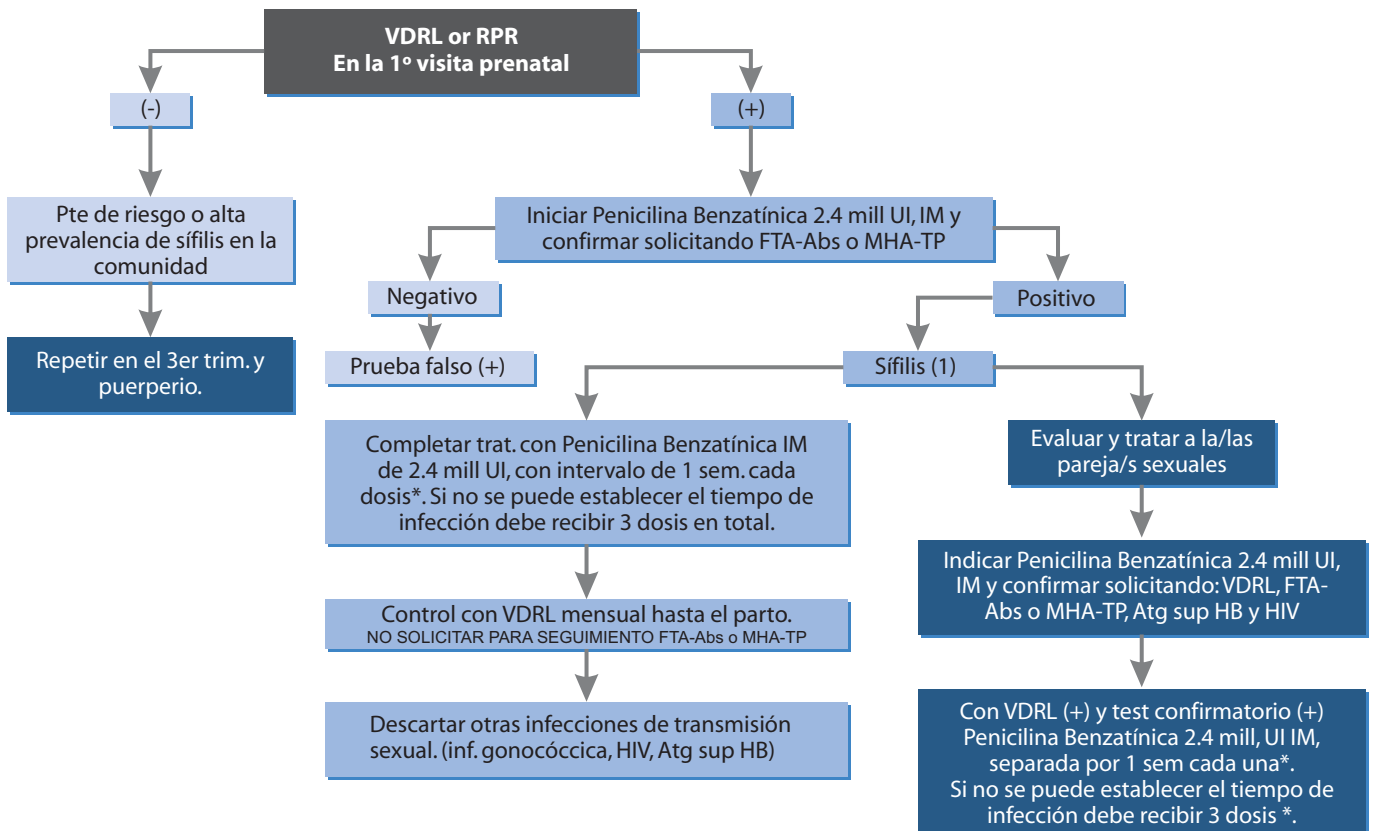 VDRL or RPR
En la 1º visita prenatal
(-)
(+)
Pte de riesgo o alta
prevalencia de sífilis en la
comunidad
Repetir en el 3er trim. y
puerperio.
Iniciar Penicilina Benzatínica 2.4 mill UI, IM y
confirmar solicitando FTA-Abs o MHA-TP
Negativo
Positivo
Prueba falso (+)
Sífilis (1)
Completar trat. con Penicilina Benzatínica IM
de 2.4 mill UI, con intervalo de 1 sem. cada
dosis*. Si no se puede establecer el tiempo de
infección debe recibir 3 dosis en total.
Control con VDRL mensual hasta el parto.
NO SOLICITAR PARA SEGUIMIENTO FTA-Abs o MHA-TP
Descartar otras infecciones de transmisión
sexual. (inf. gonocóccica, HIV, Atg sup HB)
Evaluar y tratar a la/las
pareja/s sexuales
Indicar Penicilina Benzatínica 2.4 mill UI,
IM y confirmar solicitando: VDRL, FTA-
Abs o MHA-TP, Atg sup HB y HIV
Con VDRL (+) y test confirmatorio (+)
Penicilina Benzatínica 2.4 mill, UI IM,
separada por 1 sem cada una*.
Si no se puede establecer el tiempo de
infección debe recibir 3 dosis *.